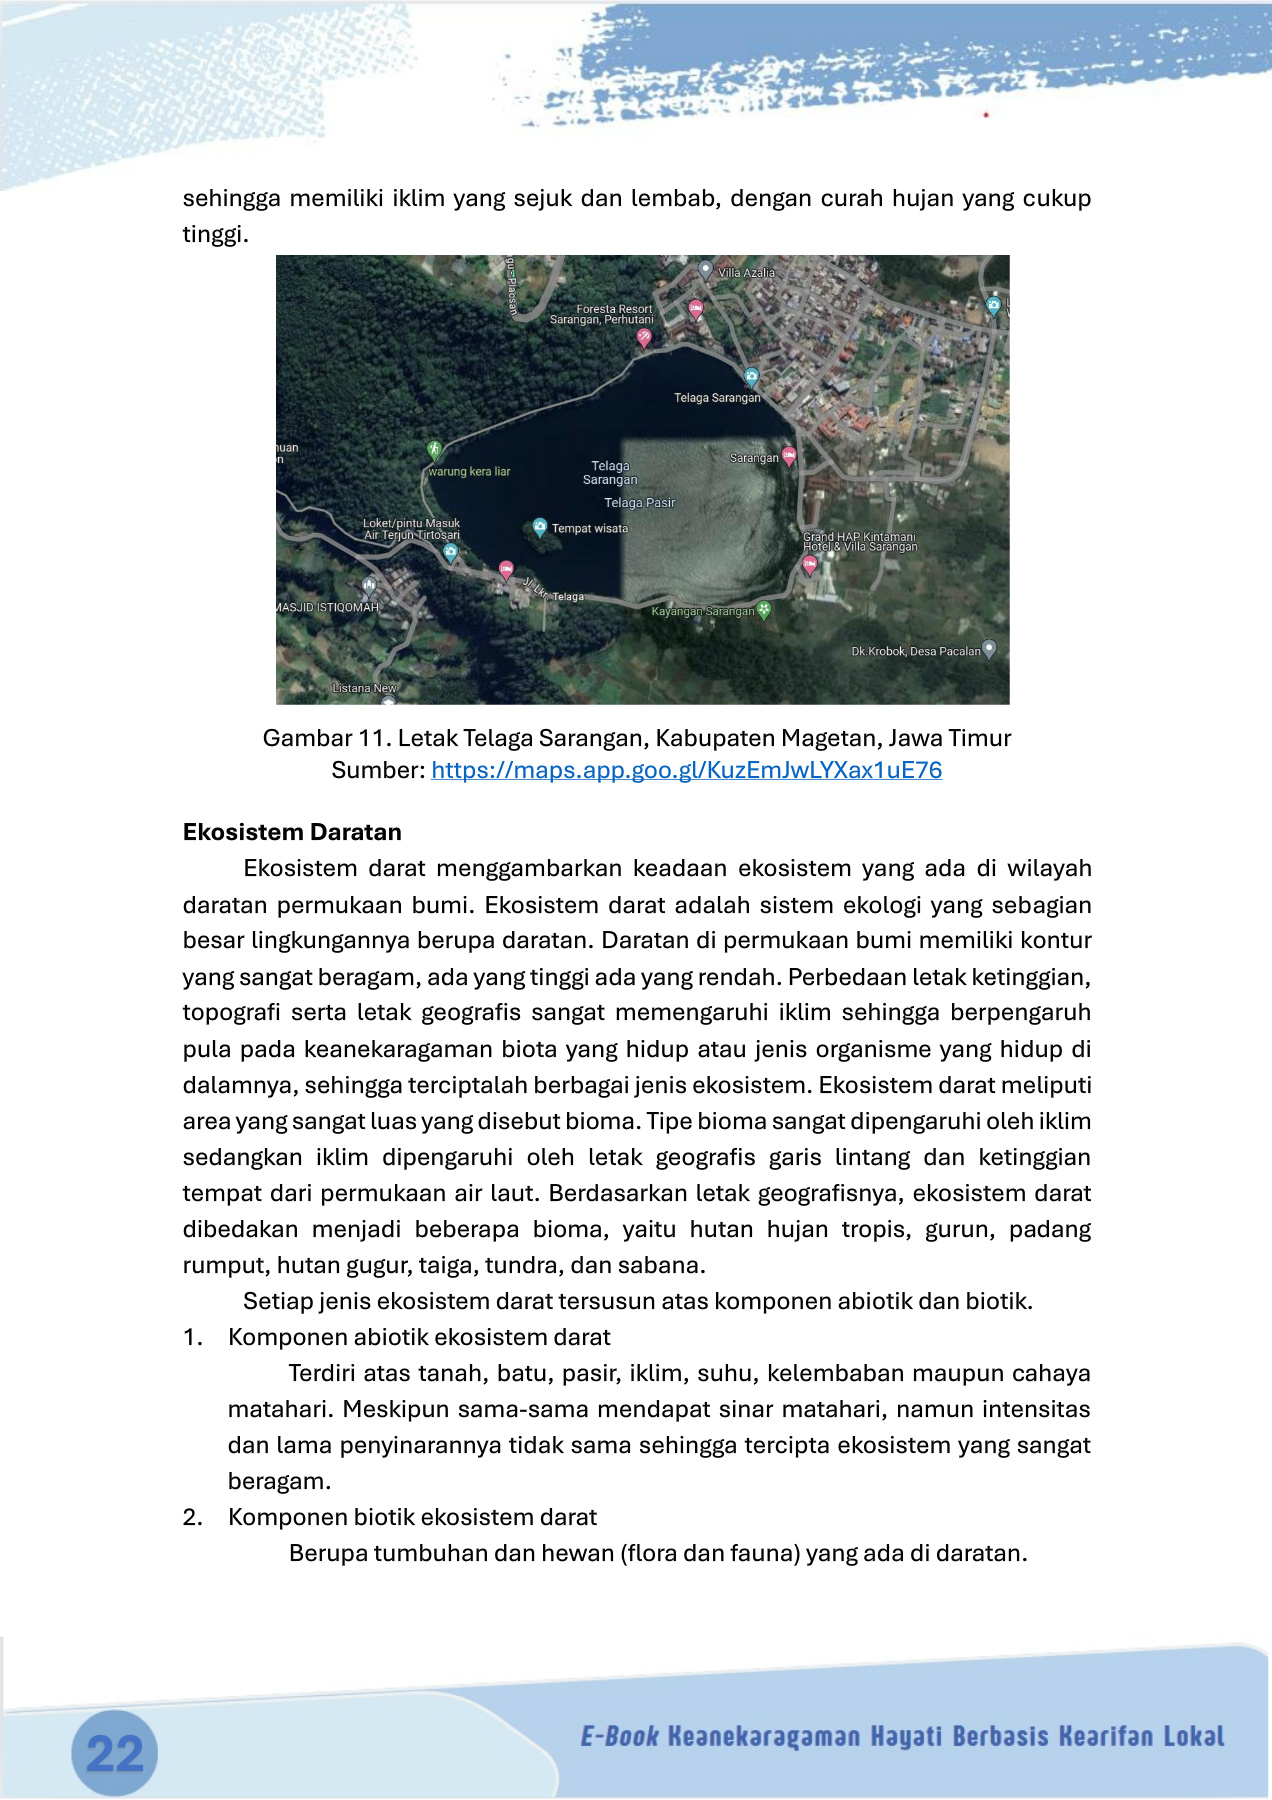 sehingga memiliki iklim yang sejuk dan lembab, dengan curah hujan yang cukup
tinggi.
Villa Azalia
Foresta Resort
Sarangan, Perhutani
Telaga Sarangan
Sarangan
warung kera liar
Telaga
Sarangan
Telaga Pasir
Loket/pintu Masuk
Air Terjun Tirtosari
Tempat wisata
Grand HAP Kintamani
Hotel & Villa Sarangan
Jl. Lkr. Telaga
MASJID ISTIQOMAH
Kayangan Sarangan
Dk.Krobok, Desa Pacalan
Listana New
Gambar 11. Letak Telaga Sarangan, Kabupaten Magetan, Jawa Timur
Sumber: https://maps.app.goo.gl/KuzEmJwLYXax1uE76
Ekosistem Daratan
Ekosistem darat menggambarkan keadaan ekosistem yang ada di wilayah
daratan permukaan bumi. Ekosistem darat adalah sistem ekologi yang sebagian
besar lingkungannya berupa daratan. Daratan di permukaan bumi memiliki kontur
yang sangat beragam, ada yang tinggi ada yang rendah. Perbedaan letak ketinggian,
topografi serta letak geografis sangat memengaruhi iklim sehingga berpengaruh
pula pada keanekaragaman biota yang hidup atau jenis organisme yang hidup di
dalamnya, sehingga terciptalah berbagai jenis ekosistem. Ekosistem darat meliputi
area yang sangat luas yang disebut bioma. Tipe bioma sangat dipengaruhi oleh iklim
sedangkan iklim dipengaruhi oleh letak geografis garis lintang dan ketinggian
tempat dari permukaan air laut. Berdasarkan letak geografisnya, ekosistem darat
dibedakan menjadi beberapa bioma, yaitu hutan hujan tropis, gurun, padang
rumput, hutan gugur, taiga, tundra, dan sabana.
Setiap jenis ekosistem darat tersusun atas komponen abiotik dan biotik.
1. Komponen abiotik ekosistem darat
Terdiri atas tanah, batu, pasir, iklim, suhu, kelembaban maupun cahaya
matahari. Meskipun sama-sama mendapat sinar matahari, namun intensitas
dan lama penyinarannya tidak sama sehingga tercipta ekosistem yang sangat
beragam.
2. Komponen biotik ekosistem darat
Berupa tumbuhan dan hewan (flora dan fauna) yang ada di daratan.
22
E-Book Keanekaragaman Hayati Berbasis Kearifan Lokal